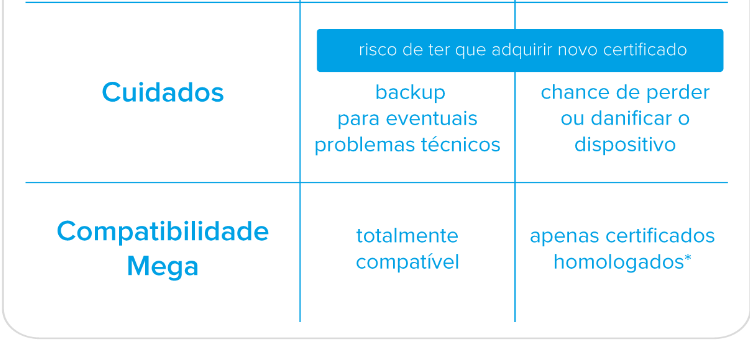 risco de ter que adquirir novo certificado
Cuidados
backup
para eventuais
problemas técnicos
chance de perder
ou danificar o
dispositivo
Compatibilidade
Mega
totalmente
compatível
apenas certificados
homologados*